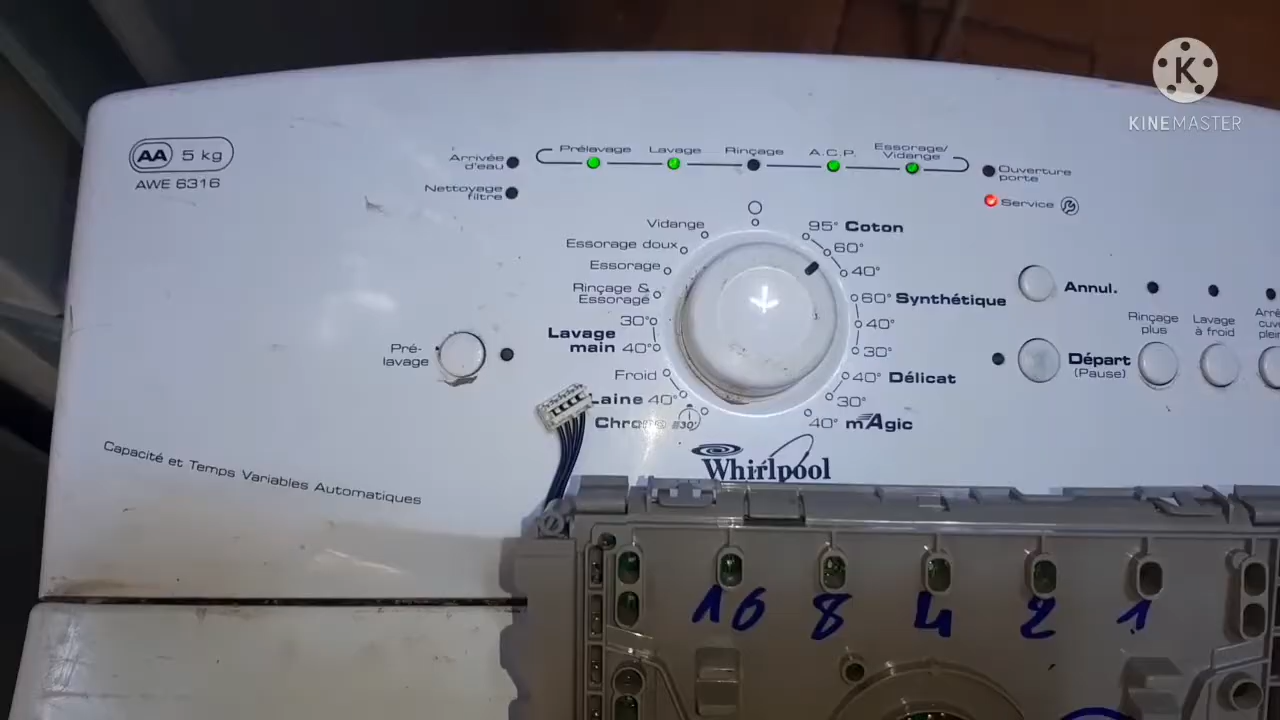 KINEMASTER
AA 5 kg
AWE 6316
Arrivée
d'eau
Nettoyage
filtre
Prélavage
Lavage
Rinçage
A.C.P.
Essorage/
Vidange
Ouverture
porte
Service
Vidange
Essorage doux
Essorage
Rinçage &
Essorage
30°
Lavage
main 40°
Froid
Laine 40°
Chrono 30'
95° Coton
60°
40°
60° Synthétique
40°
30°
40° Délicat
30°
40° mAgic
Annul.
Départ
(Pause)
Rinçage
plus
Lavage
à froid
Pré-
lavage
Capacité et Temps Variables Automatiques
Whirlpool
16 8 4 2 1